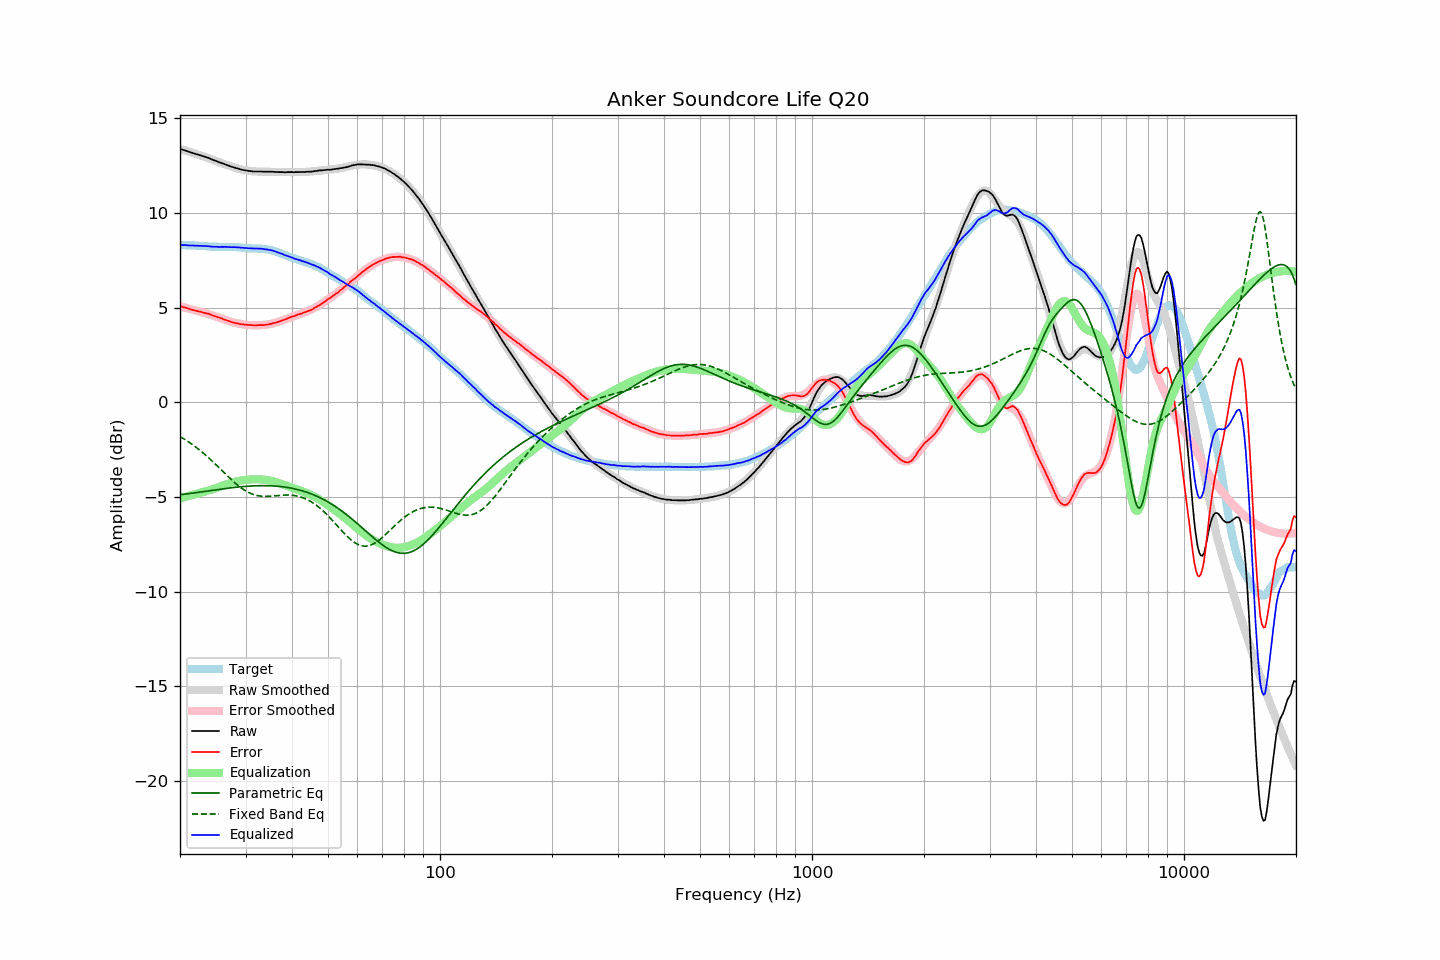 Anker Soundcore Life Q20
15
10
5
0
−5
−10
−15
−20
Amplitude (dBr)
Target
Raw Smoothed
Error Smoothed
Raw
Error
Equalization
Parametric Eq
Fixed Band Eq
Equalized
100
1000
10000
Frequency (Hz)